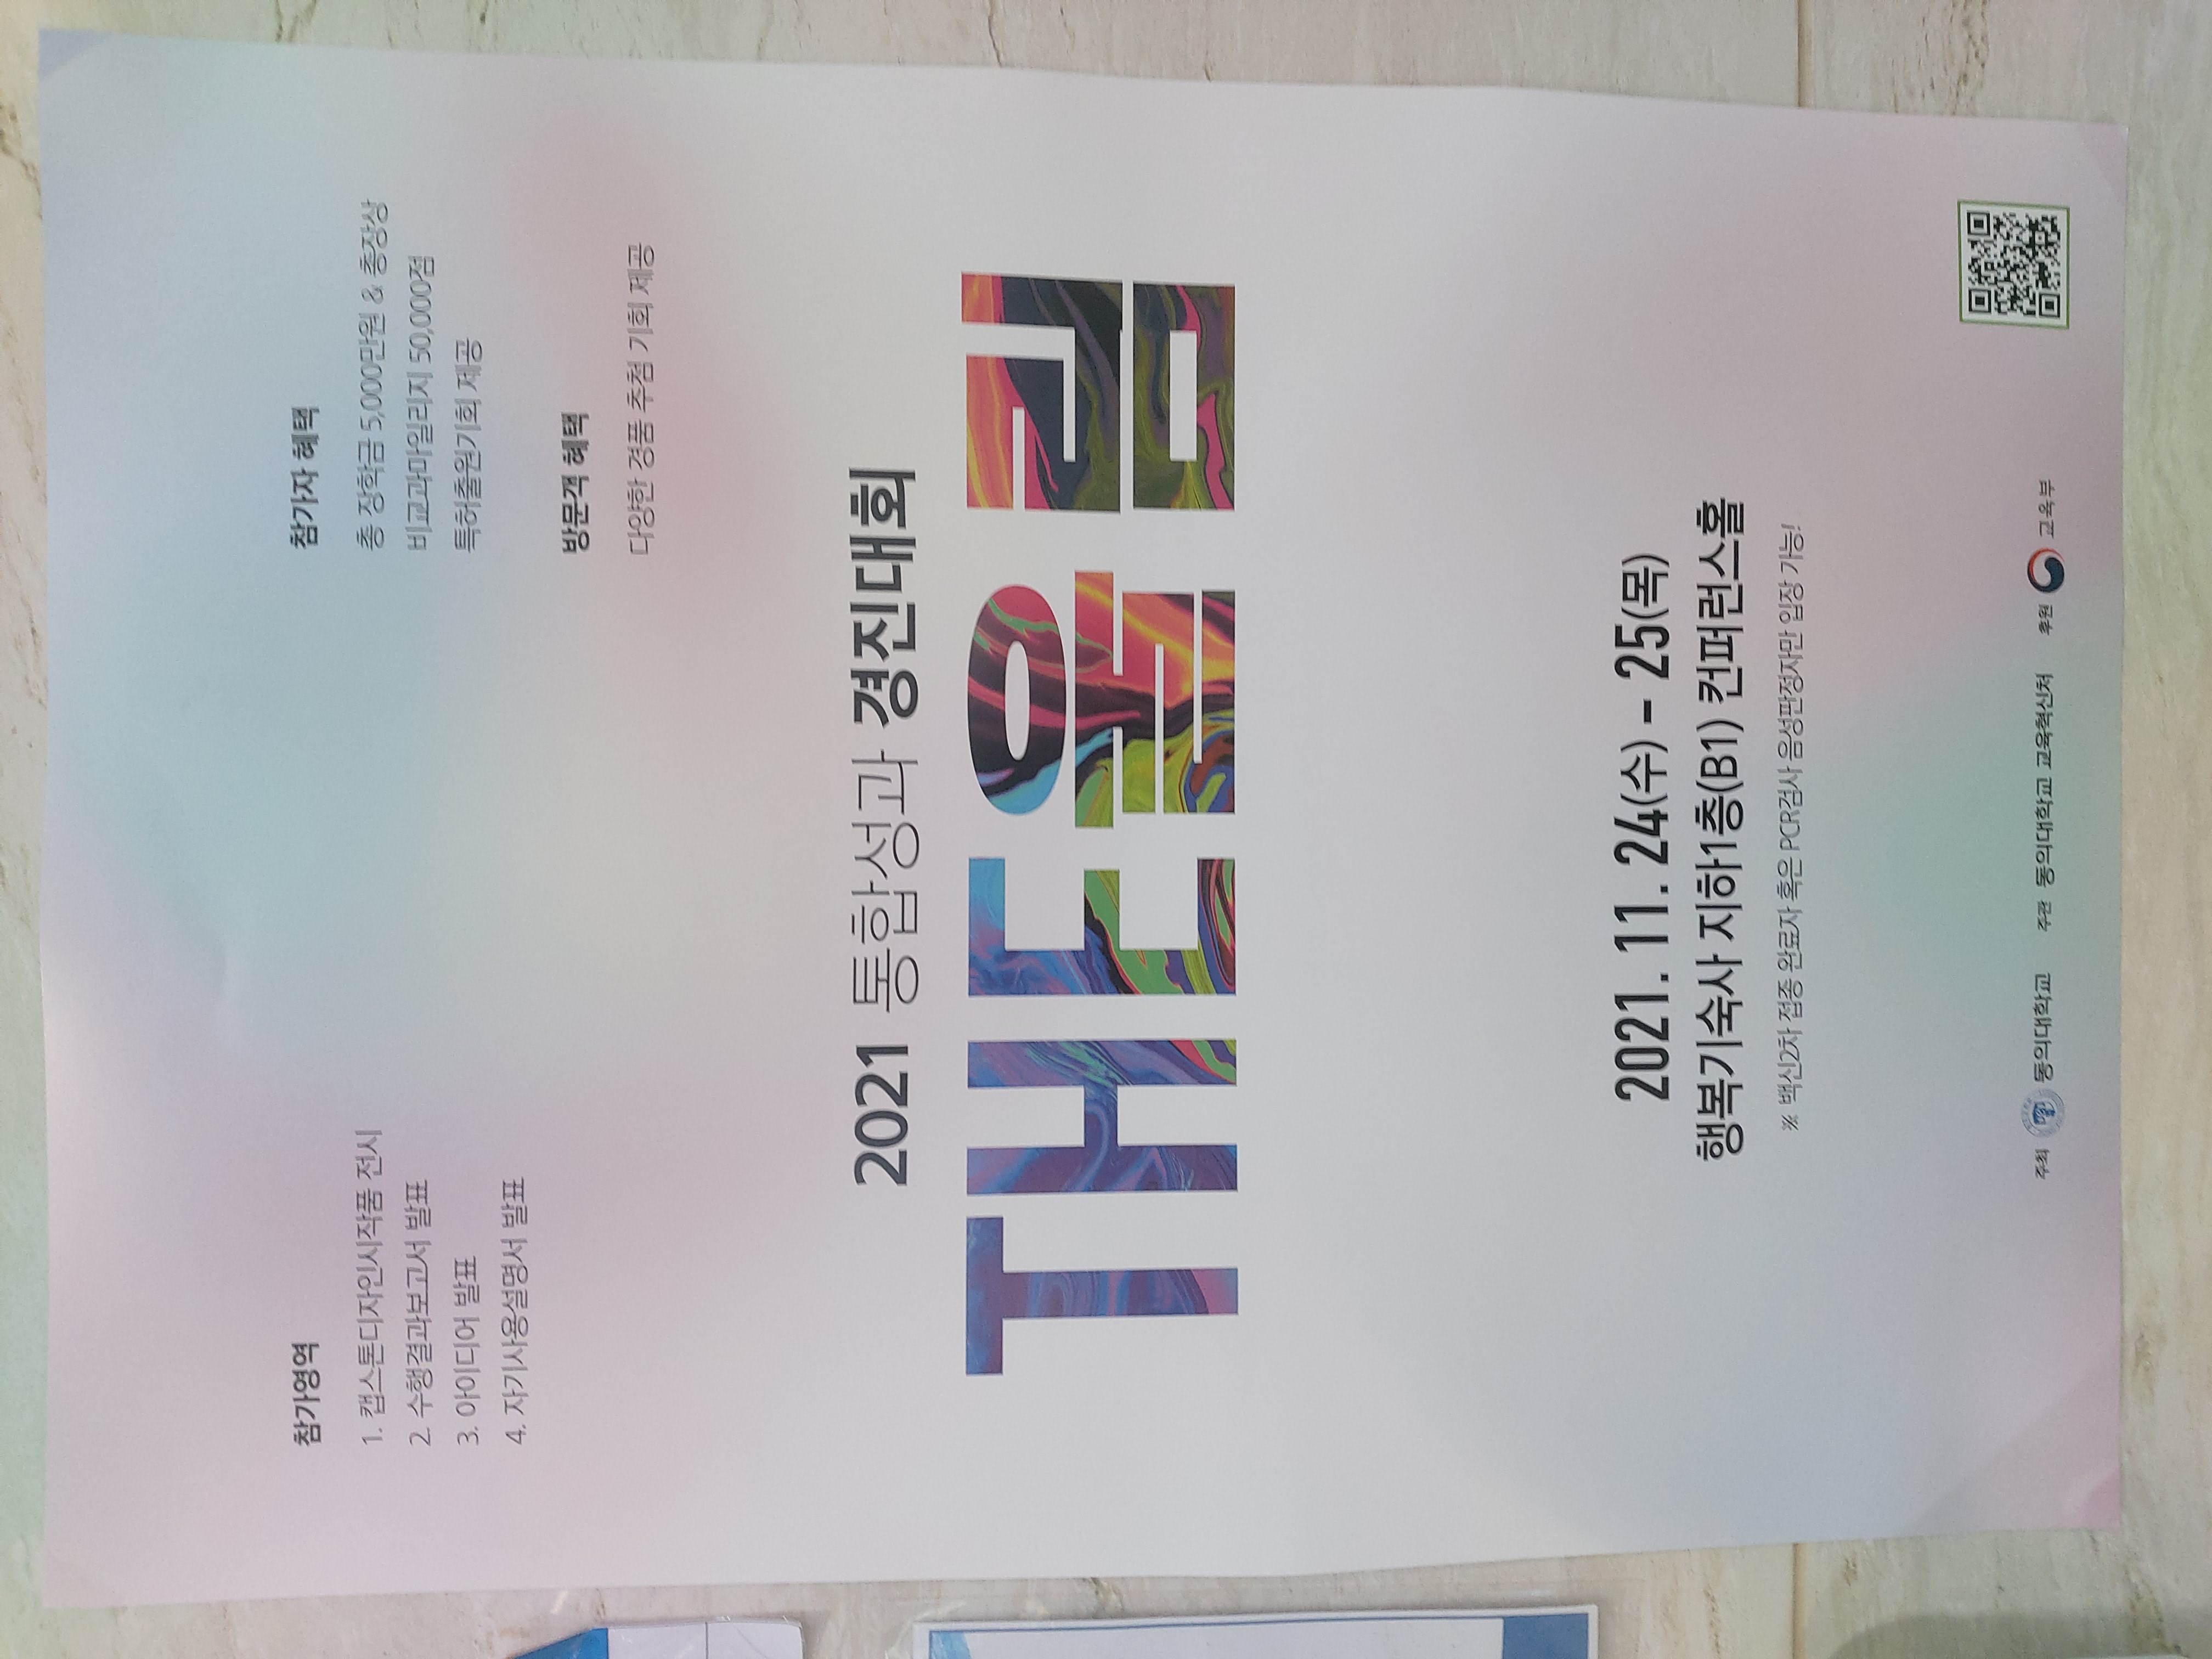 참가영역
1. 캡스톤디자인시작품 전시
2. 수행결과보고서 발표
3. 아이디어 발표
4. 자기사용설명서 발표
참가자 혜택
총 장학금 5,000만원 & 총장상
비교과마일리지 50,000점
특허출원기회 제공
방문객 혜택
다양한 경품 추첨 기회 제공
2021 통합성과 경진대회
THE울림
2021. 11. 24(수) - 25(목)
행복기숙사 지하1층(B1) 컨퍼런스홀
※ 백신2차 접종 완료자 혹은 PCR검사 음성판정자만 입장 가능!
주최 동의대학교 주관 동의대학교 교육혁신처 후원 교육부